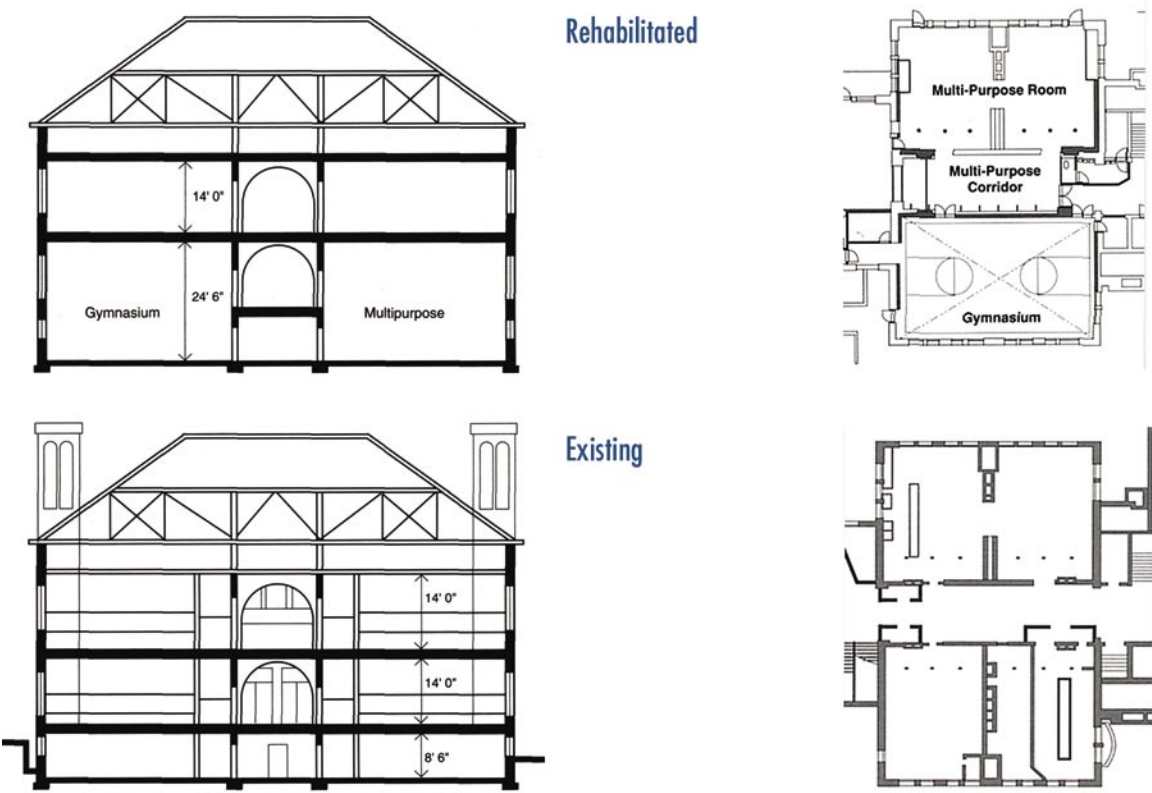 Rehabilitated
14' 0"
24' 6"
Gymnasium
Multipurpose
Multi-Purpose Room
Multi-Purpose
Corridor
Gymnasium
Existing
14' 0"
14' 0"
8' 6"